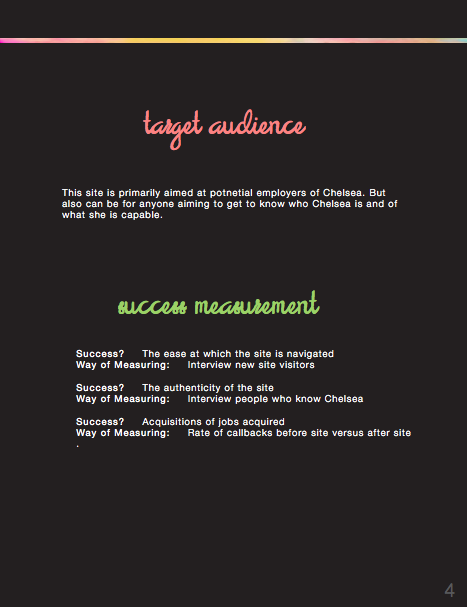 target audience
This site is primarily aimed at potnetial employers of Chelsea. But
also can be for anyone aiming to get to know who Chelsea is and of
what she is capable.
success measurement
Success? The ease at which the site is navigated
Way of Measuring: Interview new site visitors
Success? The authenticity of the site
Way of Measuring: Interview people who know Chelsea
Success? Acquisitions of jobs acquired
Way of Measuring: Rate of callbacks before site versus after site
.
4